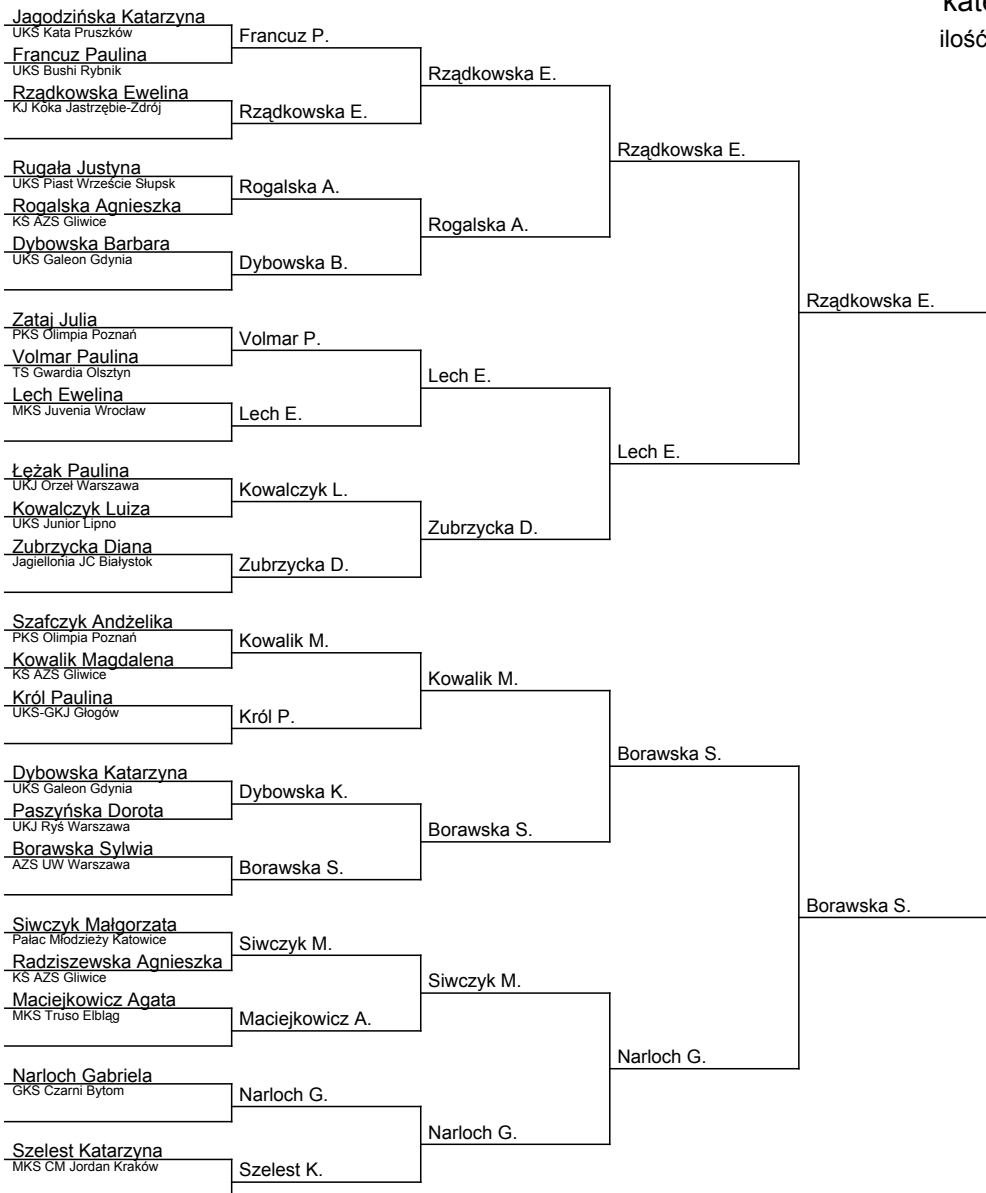 kate
ilość
Jagodzińska Katarzyna
UKS Kata Pruszków
Francuz Paulina
UKS Bushi Rybnik
Rządkowska Ewelina
KJ Koka Jastrzębie-Zdrój
Rugała Justyna
UKS Piast Wrzeście Słupsk
Rogalska Agnieszka
KS AZS Gliwice
Dybowska Barbara
UKS Galeon Gdynia
Zataj Julia
PKS Olimpia Poznań
Volmar Paulina
TS Gwardia Olsztyn
Lech Ewelina
MKS Juvenia Wrocław
Łężak Paulina
UKJ Orzeł Warszawa
Kowalczyk Luiza
UKS Junior Lipno
Zubrzycka Diana
Jagiellonia JC Białystok
Szafczyk Andżelika
PKS Olimpia Poznań
Kowalik Magdalena
KS AZS Gliwice
Król Paulina
UKS-GKJ Głogów
Dybowska Katarzyna
UKS Galeon Gdynia
Paszyńska Dorota
UKJ Ryś Warszawa
Borawska Sylwia
AZS UW Warszawa
Siwczyk Małgorzata
Pałac Młodzieży Katowice
Radziszewska Agnieszka
KS AZS Gliwice
Maciejkowicz Agata
MKS Truso Elbląg
Narloch Gabriela
GKS Czarni Bytom
Szelest Katarzyna
MKS CM Jordan Kraków
Francuz P.
Rządkowska E.
Rogalska A.
Dybowska B.
Volmar P.
Lech E.
Kowalczyk L.
Zubrzycka D.
Kowalik M.
Król P.
Dybowska K.
Borawska S.
Siwczyk M.
Maciejkowicz A.
Narloch G.
Szelest K.
Rządkowska E.
Rogalska A.
Lech E.
Zubrzycka D.
Kowalik M.
Borawska S.
Siwczyk M.
Narloch G.
Rządkowska E.
Lech E.
Borawska S.
Narloch G.
Rządkowska E.
Borawska S.